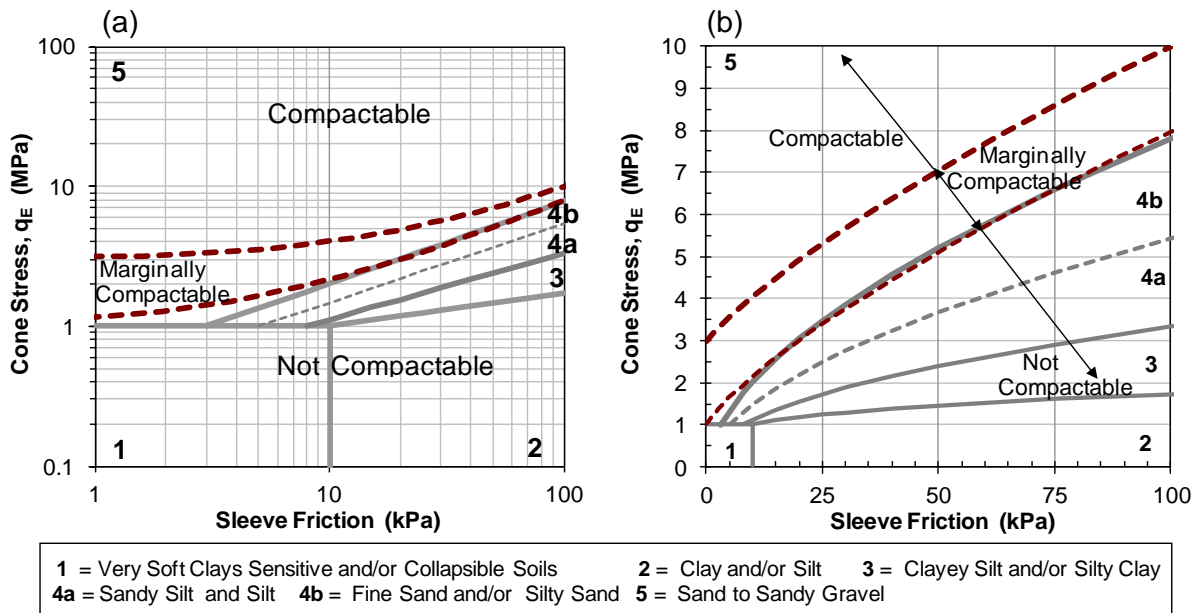 (a)
100
10
1
0.1
Cone Stress, qE (MPa)
5
Compactable
4b
4a
3
Marginally
Compactable
Not Compactable
1
2
1
10
100
Sleeve Friction (kPa)
(b)
10
9
8
7
6
5
4
3
2
1
0
Cone Stress, qE (MPa)
5
Compactable
Marginally
Compactable
4b
4a
3
Not
Compactable
1
2
0
25
50
75
100
Sleeve Friction (kPa)
1 = Very Soft Clays Sensitive and/or Collapsible Soils 2 = Clay and/or Silt 3 = Clayey Silt and/or Silty Clay
4a = Sandy Silt and Silt 4b = Fine Sand and/or Silty Sand 5 = Sand to Sandy Gravel